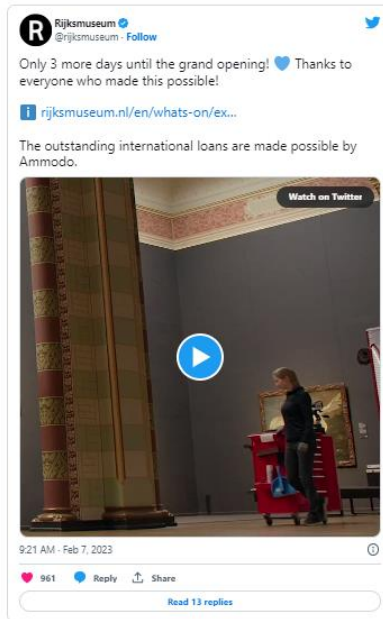 R
Rijksmuseum
@rijksmuseum · Follow
Only 3 more days until the grand opening! 💙 Thanks to
everyone who made this possible!
ℹ️ rijksmuseum.nl/en/whats-on/ex...
The outstanding international loans are made possible by
Ammodo.
Watch on Twitter
9:21 AM · Feb 7, 2023
961 Reply Share
Read 13 replies